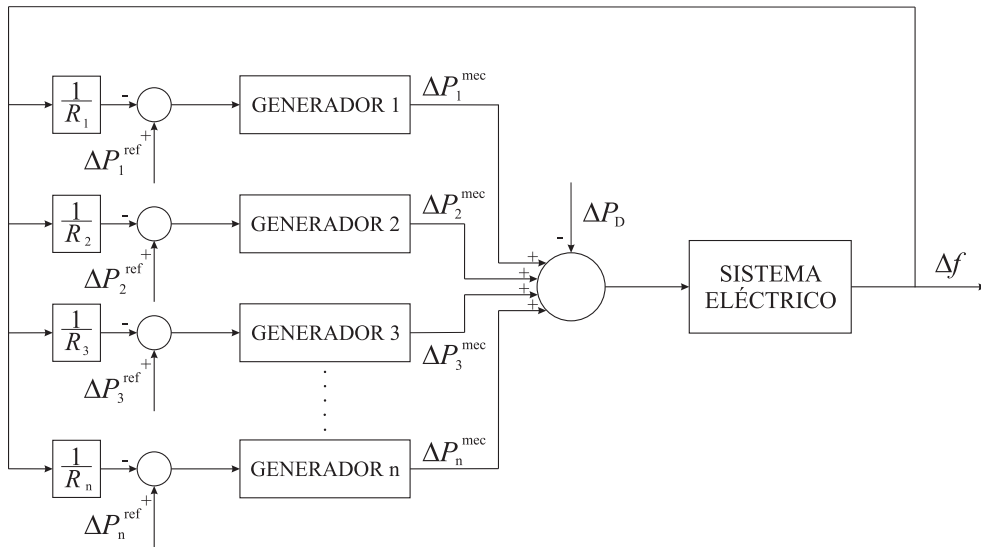 1/R₁
-
+
ΔP₁ʳᵉᶠ
GENERADOR 1
ΔP₁ᵐᵉᶜ
1/R₂
-
+
ΔP₂ʳᵉᶠ
GENERADOR 2
ΔP₂ᵐᵉᶜ
1/R₃
-
+
ΔP₃ʳᵉᶠ
GENERADOR 3
ΔP₃ᵐᵉᶜ
1/Rₙ
-
+
ΔPₙʳᵉᶠ
GENERADOR n
ΔPₙᵐᵉᶜ
-
ΔP_D
+
+
+
+
SISTEMA
ELÉCTRICO
Δf